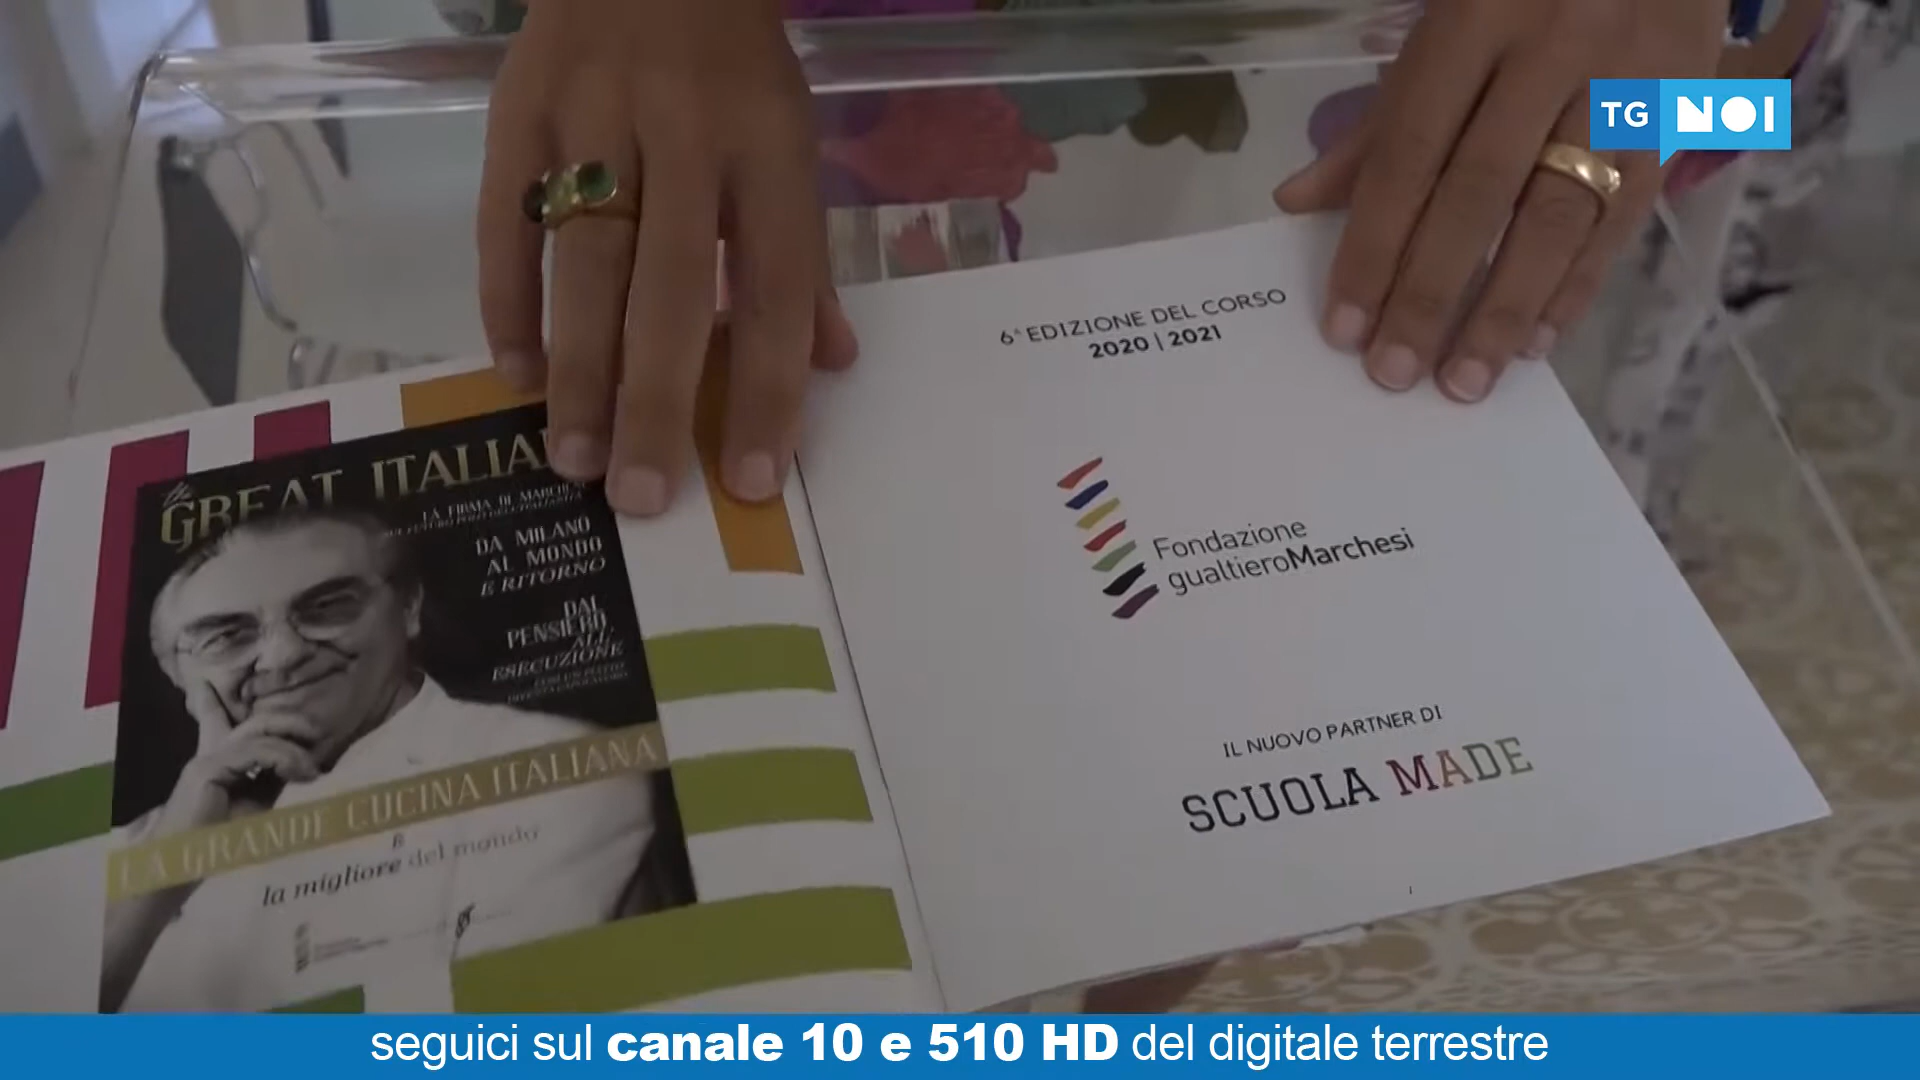 TG NOI
6ª EDIZIONE DEL CORSO
2020 | 2021
Fondazione
gualtieroMarchesi
IL NUOVO PARTNER DI
SCUOLA MADE
the
GREAT ITALIAN
LA FIRMA DI MARCHESI
DA MILANO
AL MONDO
E RITORNO
DAL
PENSIERO
ALL'
ESECUZIONE
LA GRANDE CUCINA ITALIANA
È
la migliore del mondo
seguici sul canale 10 e 510 HD del digitale terrestre